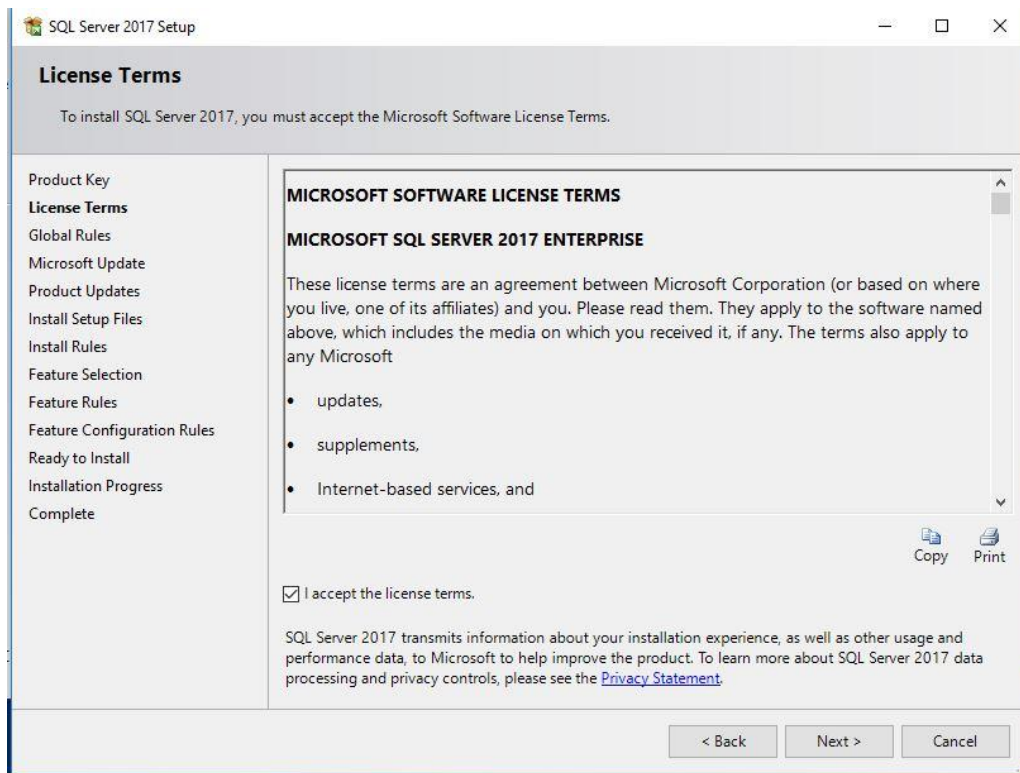 SQL Server 2017 Setup
License Terms
To install SQL Server 2017, you must accept the Microsoft Software License Terms.
Product Key
License Terms
Global Rules
Microsoft Update
Product Updates
Install Setup Files
Install Rules
Feature Selection
Feature Rules
Feature Configuration Rules
Ready to Install
Installation Progress
Complete
MICROSOFT SOFTWARE LICENSE TERMS
MICROSOFT SQL SERVER 2017 ENTERPRISE
These license terms are an agreement between Microsoft Corporation (or based on where
you live, one of its affiliates) and you. Please read them. They apply to the software named
above, which includes the media on which you received it, if any. The terms also apply to
any Microsoft
• updates,
• supplements,
• Internet-based services, and
Copy Print
I accept the license terms.
SQL Server 2017 transmits information about your installation experience, as well as other usage and
performance data, to Microsoft to help improve the product. To learn more about SQL Server 2017 data
processing and privacy controls, please see the Privacy Statement.
< Back Next > Cancel